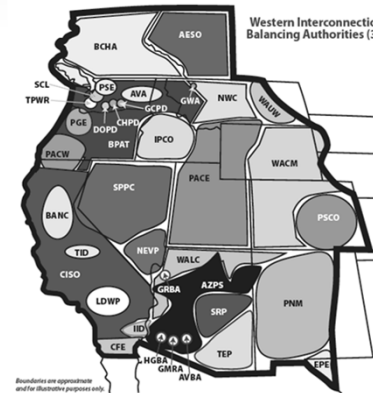 Western Interconnectio
Balancing Authorities (3
BCHA
AESO
SCL
PSE
TPWR
AVA
GWA
NWC
WAUW
GCPD
CHPD
DOPD
PGE
BPAT
IPCO
PACW
WACM
SPPC
PACE
BANC
PSCO
TID
NEVP
WALC
CISO
GRBA
AZPS
LDWP
SRP
PNM
IID
CFE
TEP
HGBA
GMRA
AVBA
EPE
Boundaries are approximate
and for illustrative purposes only.